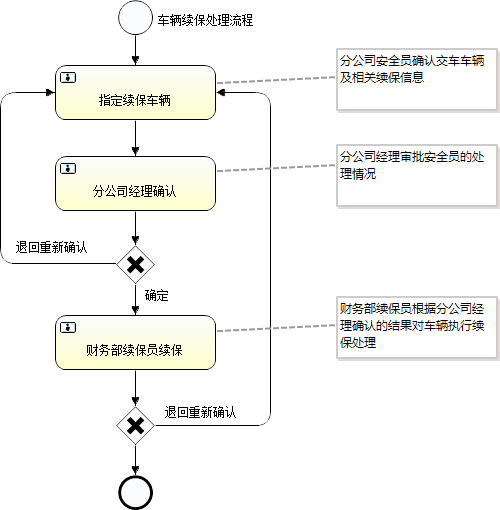 车辆续保处理流程
分公司安全员确认交车车辆
及相关续保信息
指定续保车辆
分公司经理审批安全员的处
理情况
分公司经理确认
退回重新确认
确定
财务部续保员根据分公司经
理确认的结果对车辆执行续
保处理
财务部续保员续保
退回重新确认